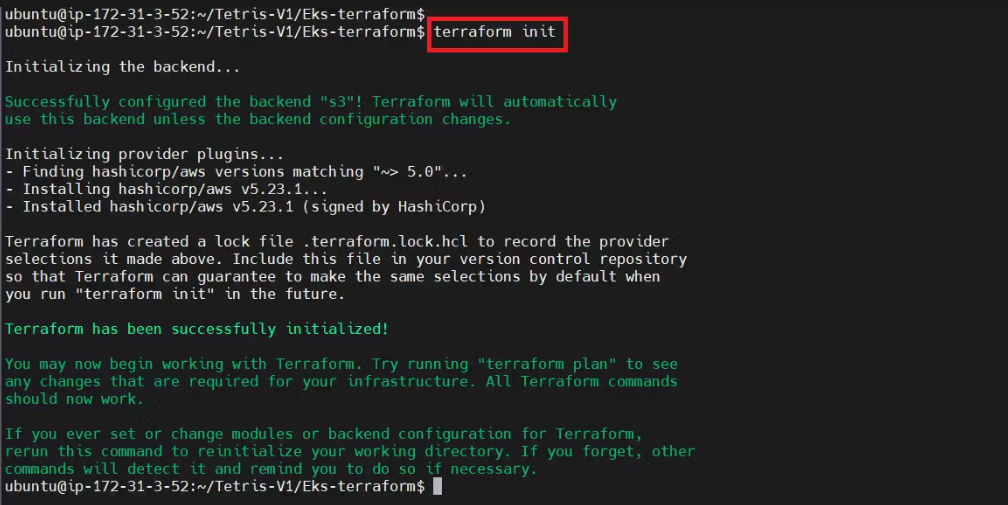 ubuntu@ip-172-31-3-52:~/Tetris-V1/Eks-terraform$
ubuntu@ip-172-31-3-52:~/Tetris-V1/Eks-terraform$ terraform init
Initializing the backend...
Successfully configured the backend "s3"! Terraform will automatically
use this backend unless the backend configuration changes.
Initializing provider plugins...
- Finding hashicorp/aws versions matching "~> 5.0"...
- Installing hashicorp/aws v5.23.1...
- Installed hashicorp/aws v5.23.1 (signed by HashiCorp)
Terraform has created a lock file .terraform.lock.hcl to record the provider
selections it made above. Include this file in your version control repository
so that Terraform can guarantee to make the same selections by default when
you run "terraform init" in the future.
Terraform has been successfully initialized!
You may now begin working with Terraform. Try running "terraform plan" to see
any changes that are required for your infrastructure. All Terraform commands
should now work.
If you ever set or change modules or backend configuration for Terraform,
rerun this command to reinitialize your working directory. If you forget, other
commands will detect it and remind you to do so if necessary.
ubuntu@ip-172-31-3-52:~/Tetris-V1/Eks-terraform$